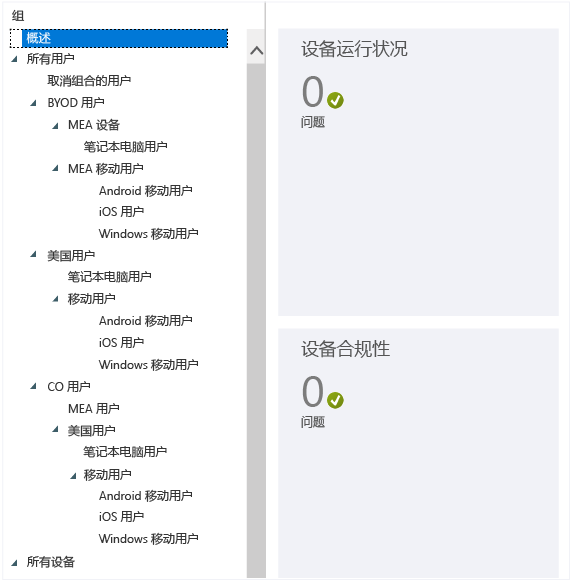 组
概述
所有用户
取消组合的用户
BYOD 用户
MEA 设备
笔记本电脑用户
MEA 移动用户
Android 移动用户
iOS 用户
Windows 移动用户
美国用户
笔记本电脑用户
移动用户
Android 移动用户
iOS 用户
Windows 移动用户
CO 用户
MEA 用户
美国用户
笔记本电脑用户
移动用户
Android 移动用户
iOS 用户
Windows 移动用户
所有设备
设备运行状况
0
问题
设备合规性
0
问题